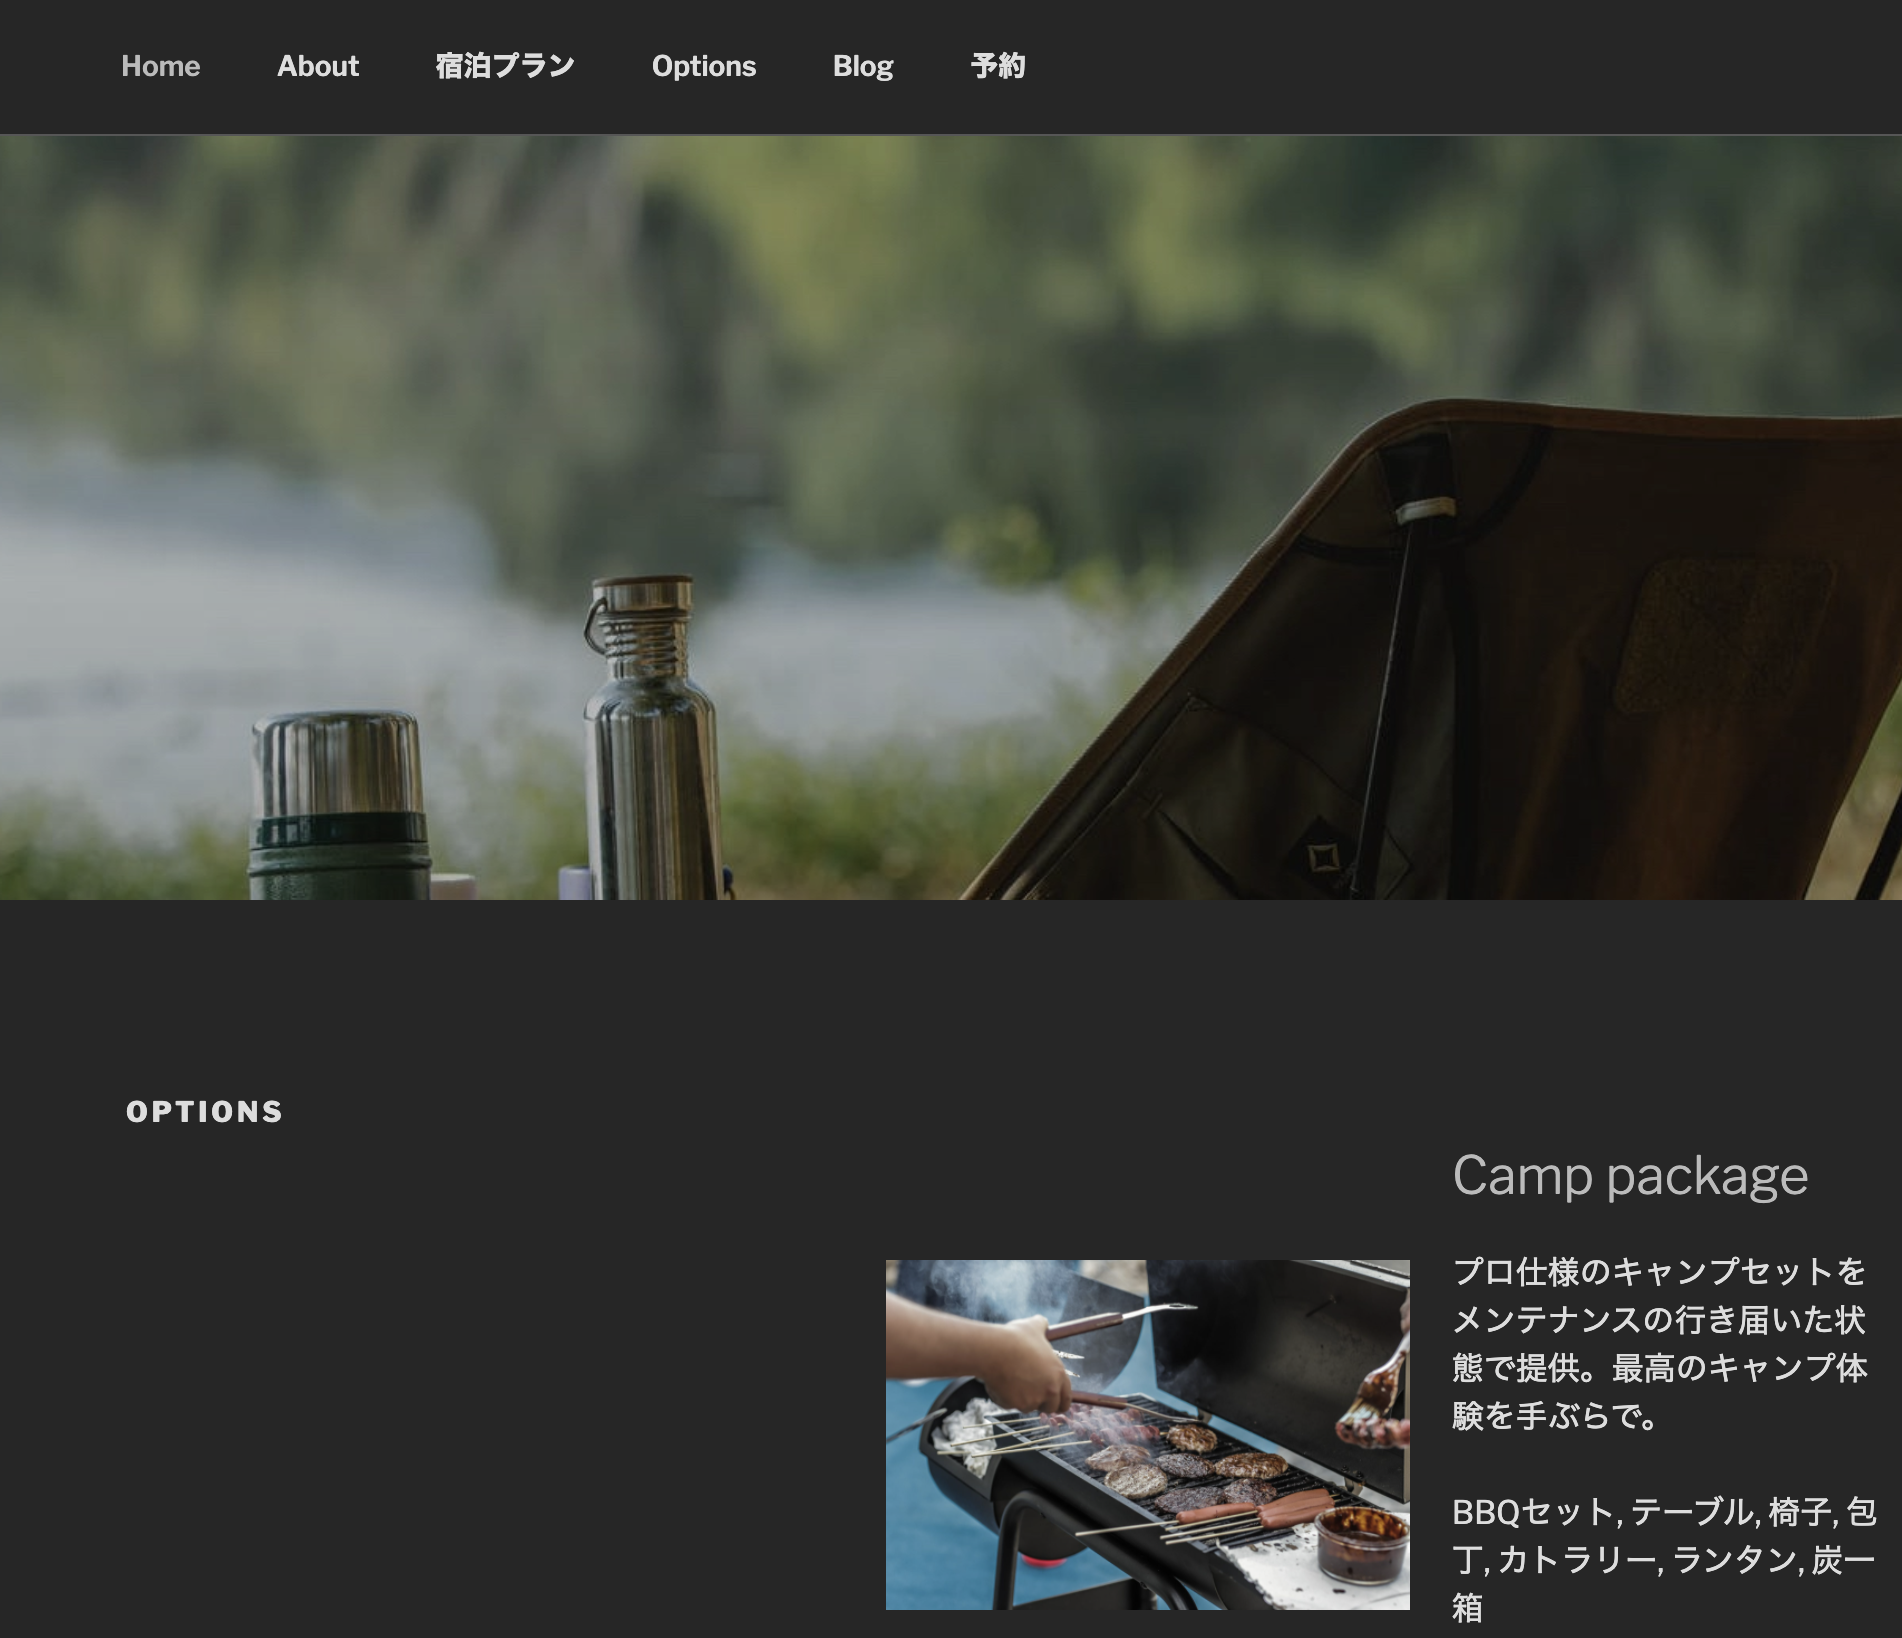 Home About 宿泊プラン Options Blog 予約
OPTIONS
Camp package
プロ仕様のキャンプセットを
メンテナンスの行き届いた状
態で提供。最高のキャンプ体
験を手ぶらで。
BBQセット, テーブル, 椅子, 包
丁, カトラリー, ランタン, 炭一
箱